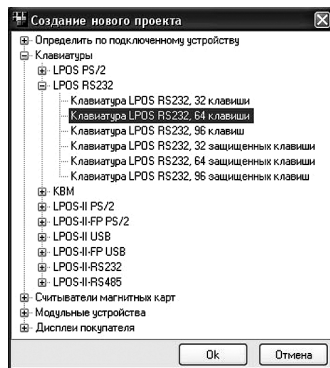 Создание нового проекта
Определить по подключенному устройству
Клавиатуры
LPOS PS/2
LPOS RS232
Клавиатура LPOS RS232, 32 клавиши
Клавиатура LPOS RS232, 64 клавиши
Клавиатура LPOS RS232, 96 клавиш
Клавиатура LPOS RS232, 32 защищенных клавиши
Клавиатура LPOS RS232, 64 защищенных клавиши
Клавиатура LPOS RS232, 96 защищенных клавиш
KBM
LPOS-II PS/2
LPOS-II-FP PS/2
LPOS-II USB
LPOS-II-FP USB
LPOS-II-RS232
LPOS-II-RS485
Считыватели магнитных карт
Модульные устройства
Дисплеи покупателя
Ok
Отмена